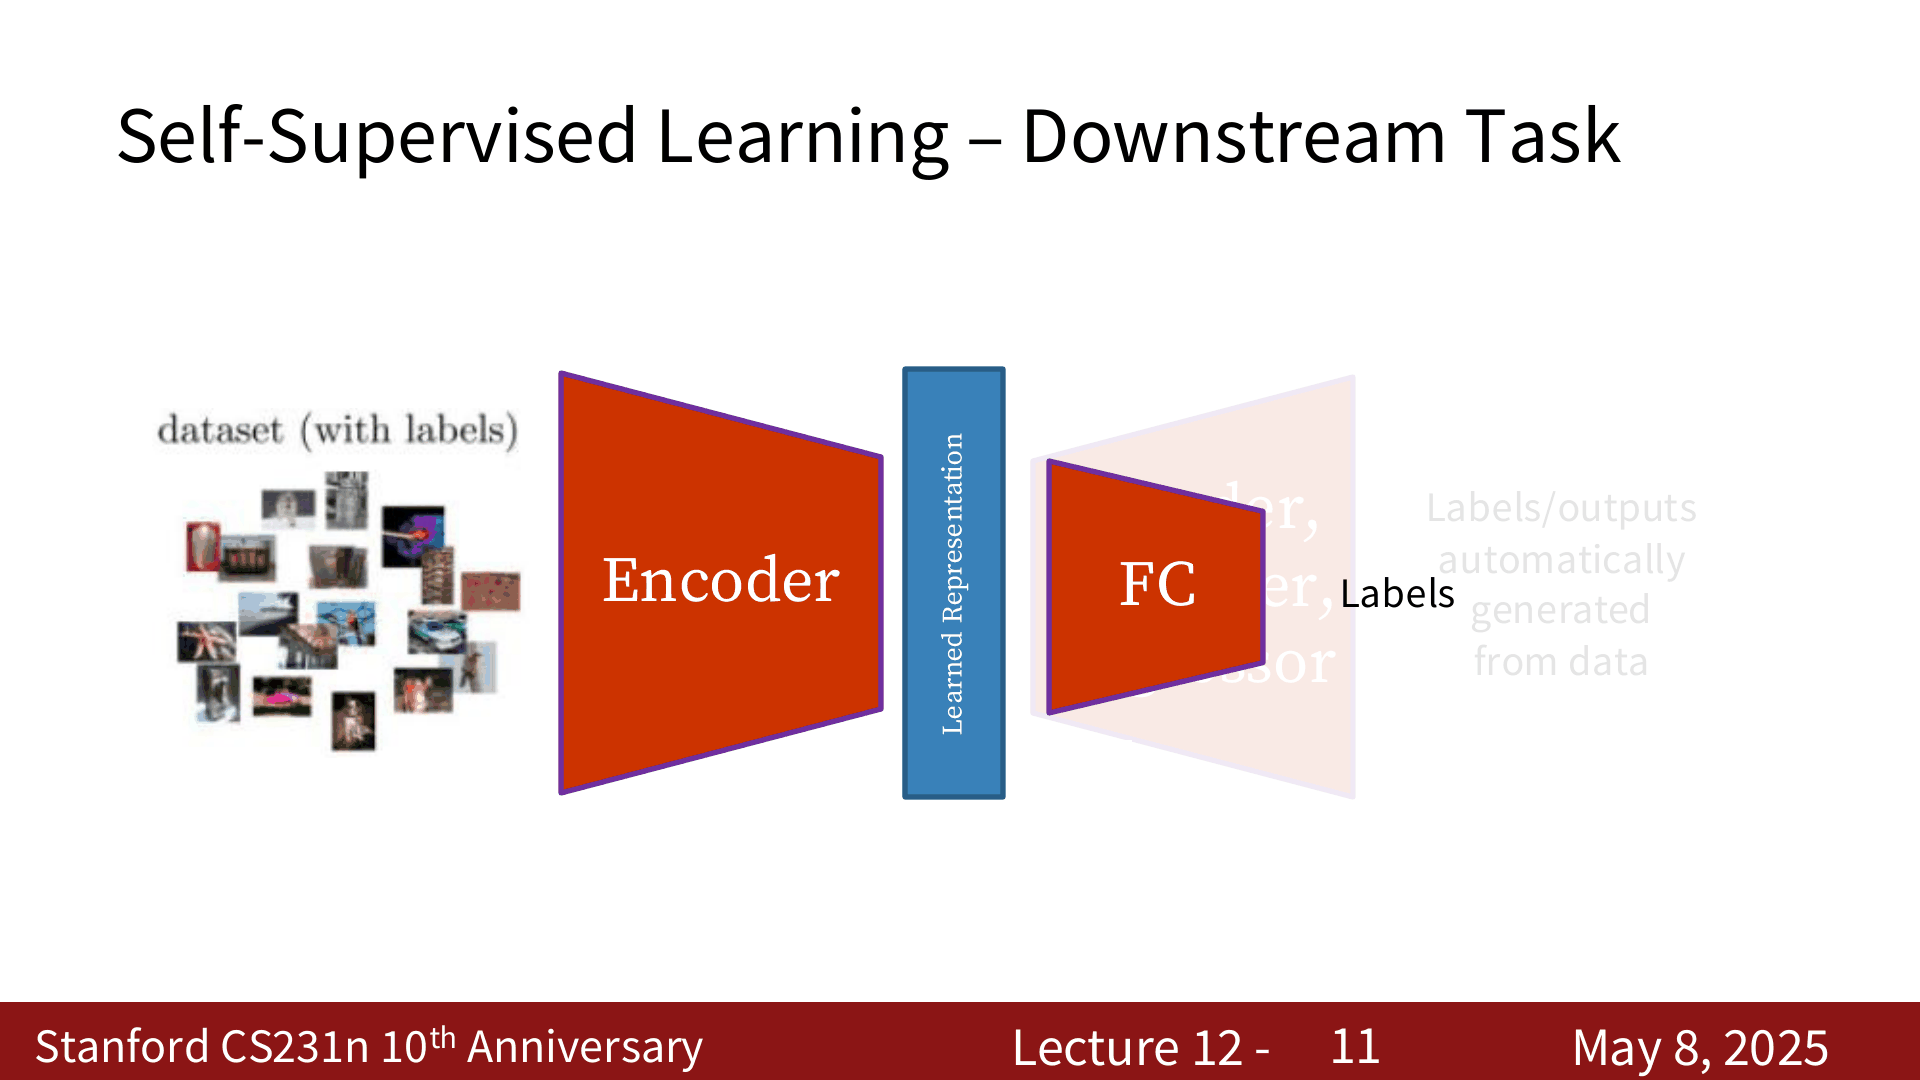 Self-Supervised Learning – Downstream Task
dataset (with labels)
Encoder
Learned Representation
FC
Labels
Labels/outputs
automatically
generated
from data
Stanford CS231n 10th Anniversary
Lecture 12 - 11
May 8, 2025